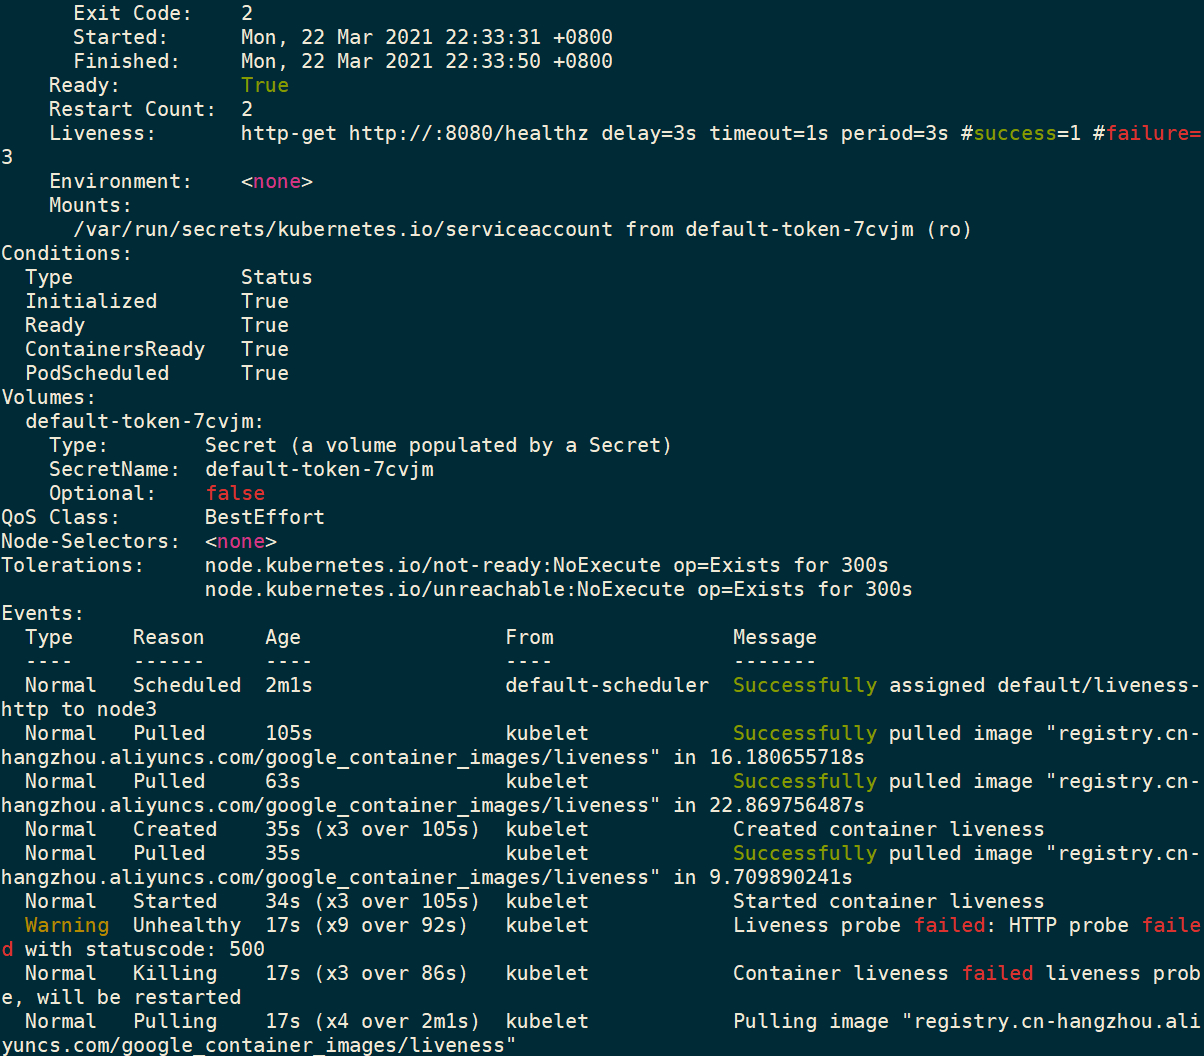 Exit Code:    2
      Started:      Mon, 22 Mar 2021 22:33:31 +0800
      Finished:     Mon, 22 Mar 2021 22:33:50 +0800
    Ready:          True
    Restart Count:  2
    Liveness:       http-get http://:8080/healthz delay=3s timeout=1s period=3s #success=1 #failure=
3
    Environment:    <none>
    Mounts:
      /var/run/secrets/kubernetes.io/serviceaccount from default-token-7cvjm (ro)
Conditions:
  Type              Status
  Initialized       True
  Ready             True
  ContainersReady   True
  PodScheduled      True
Volumes:
  default-token-7cvjm:
    Type:        Secret (a volume populated by a Secret)
    SecretName:  default-token-7cvjm
    Optional:    false
QoS Class:       BestEffort
Node-Selectors:  <none>
Tolerations:     node.kubernetes.io/not-ready:NoExecute op=Exists for 300s
                 node.kubernetes.io/unreachable:NoExecute op=Exists for 300s
Events:
  Type     Reason     Age                 From               Message
  ----     ------     ----                ----               -------
  Normal   Scheduled  2m1s                default-scheduler  Successfully assigned default/liveness-
http to node3
  Normal   Pulled     105s                kubelet            Successfully pulled image "registry.cn-
hangzhou.aliyuncs.com/google_container_images/liveness" in 16.180655718s
  Normal   Pulled     63s                 kubelet            Successfully pulled image "registry.cn-
hangzhou.aliyuncs.com/google_container_images/liveness" in 22.869756487s
  Normal   Created    35s (x3 over 105s)  kubelet            Created container liveness
  Normal   Pulled     35s                 kubelet            Successfully pulled image "registry.cn-
hangzhou.aliyuncs.com/google_container_images/liveness" in 9.709890241s
  Normal   Started    34s (x3 over 105s)  kubelet            Started container liveness
  Warning  Unhealthy  17s (x9 over 92s)   kubelet            Liveness probe failed: HTTP probe faile
d with statuscode: 500
  Normal   Killing    17s (x3 over 86s)   kubelet            Container liveness failed liveness prob
e, will be restarted
  Normal   Pulling    17s (x4 over 2m1s)  kubelet            Pulling image "registry.cn-hangzhou.ali
yuncs.com/google_container_images/liveness"